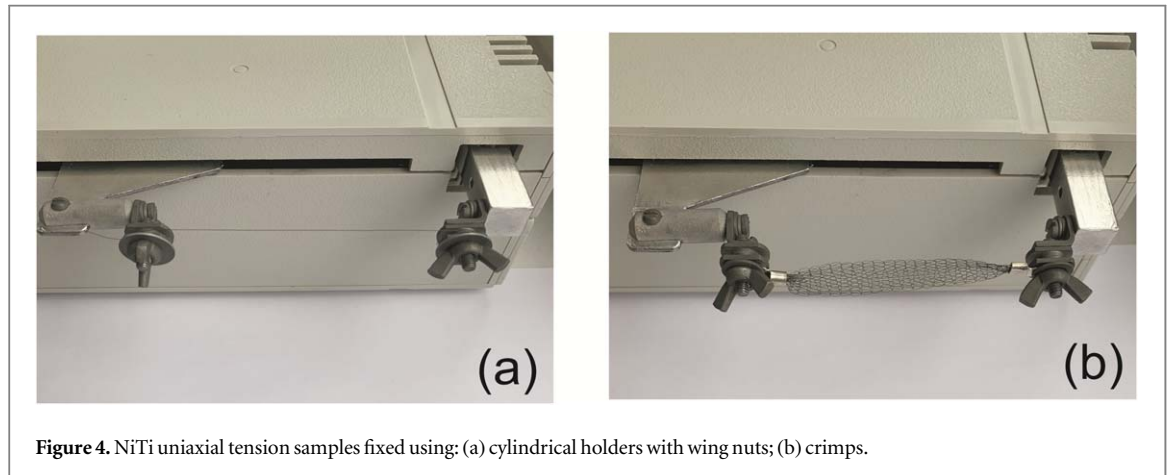 (a)
(b)
Figure 4. NiTi uniaxial tension samples fixed using: (a) cylindrical holders with wing nuts; (b) crimps.